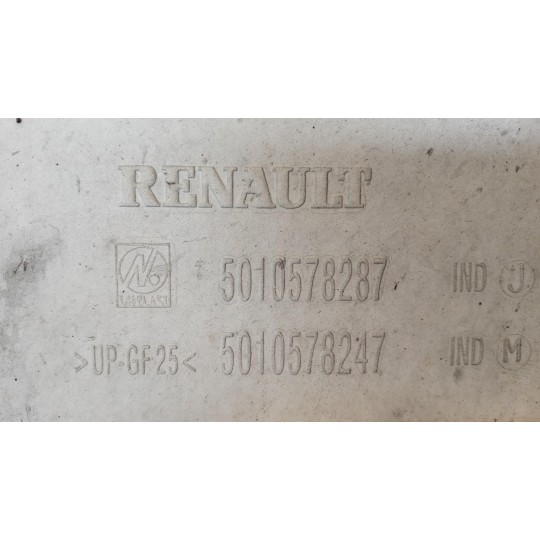 RENAULT
5010578287 IND J
>UP-GF25< 5010578247 IND M